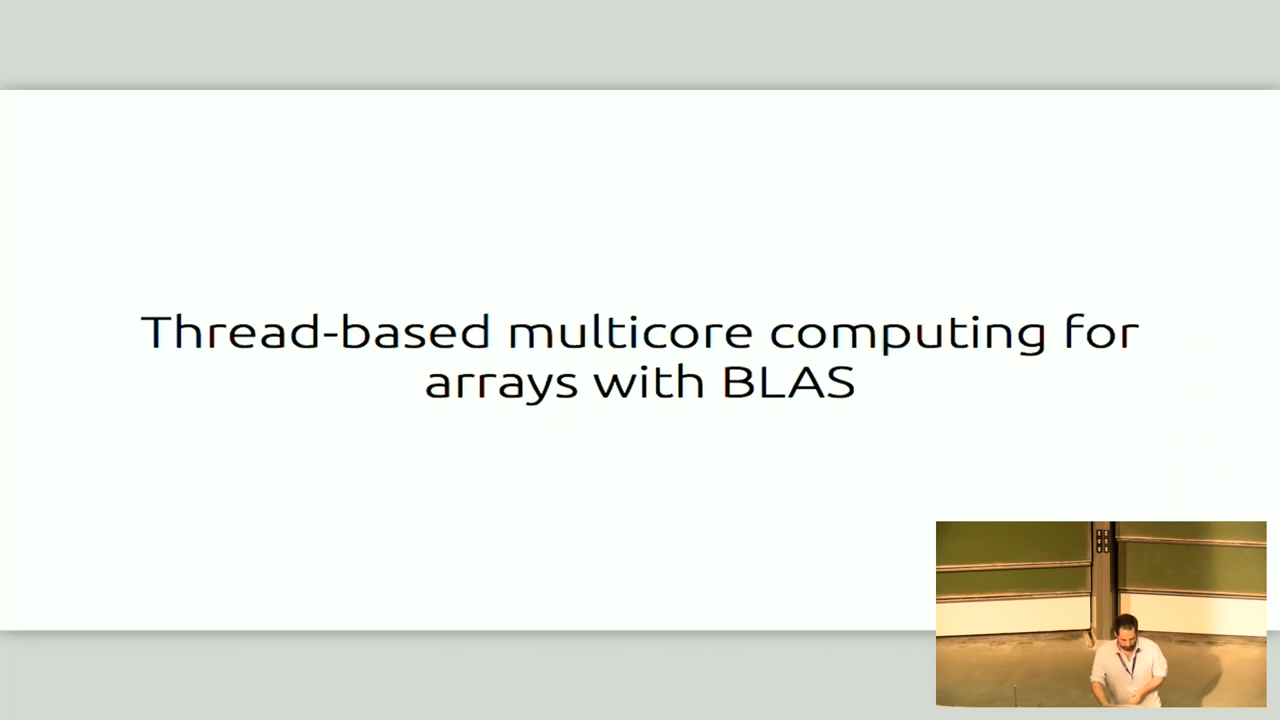 Thread-based multicore computing for
arrays with BLAS